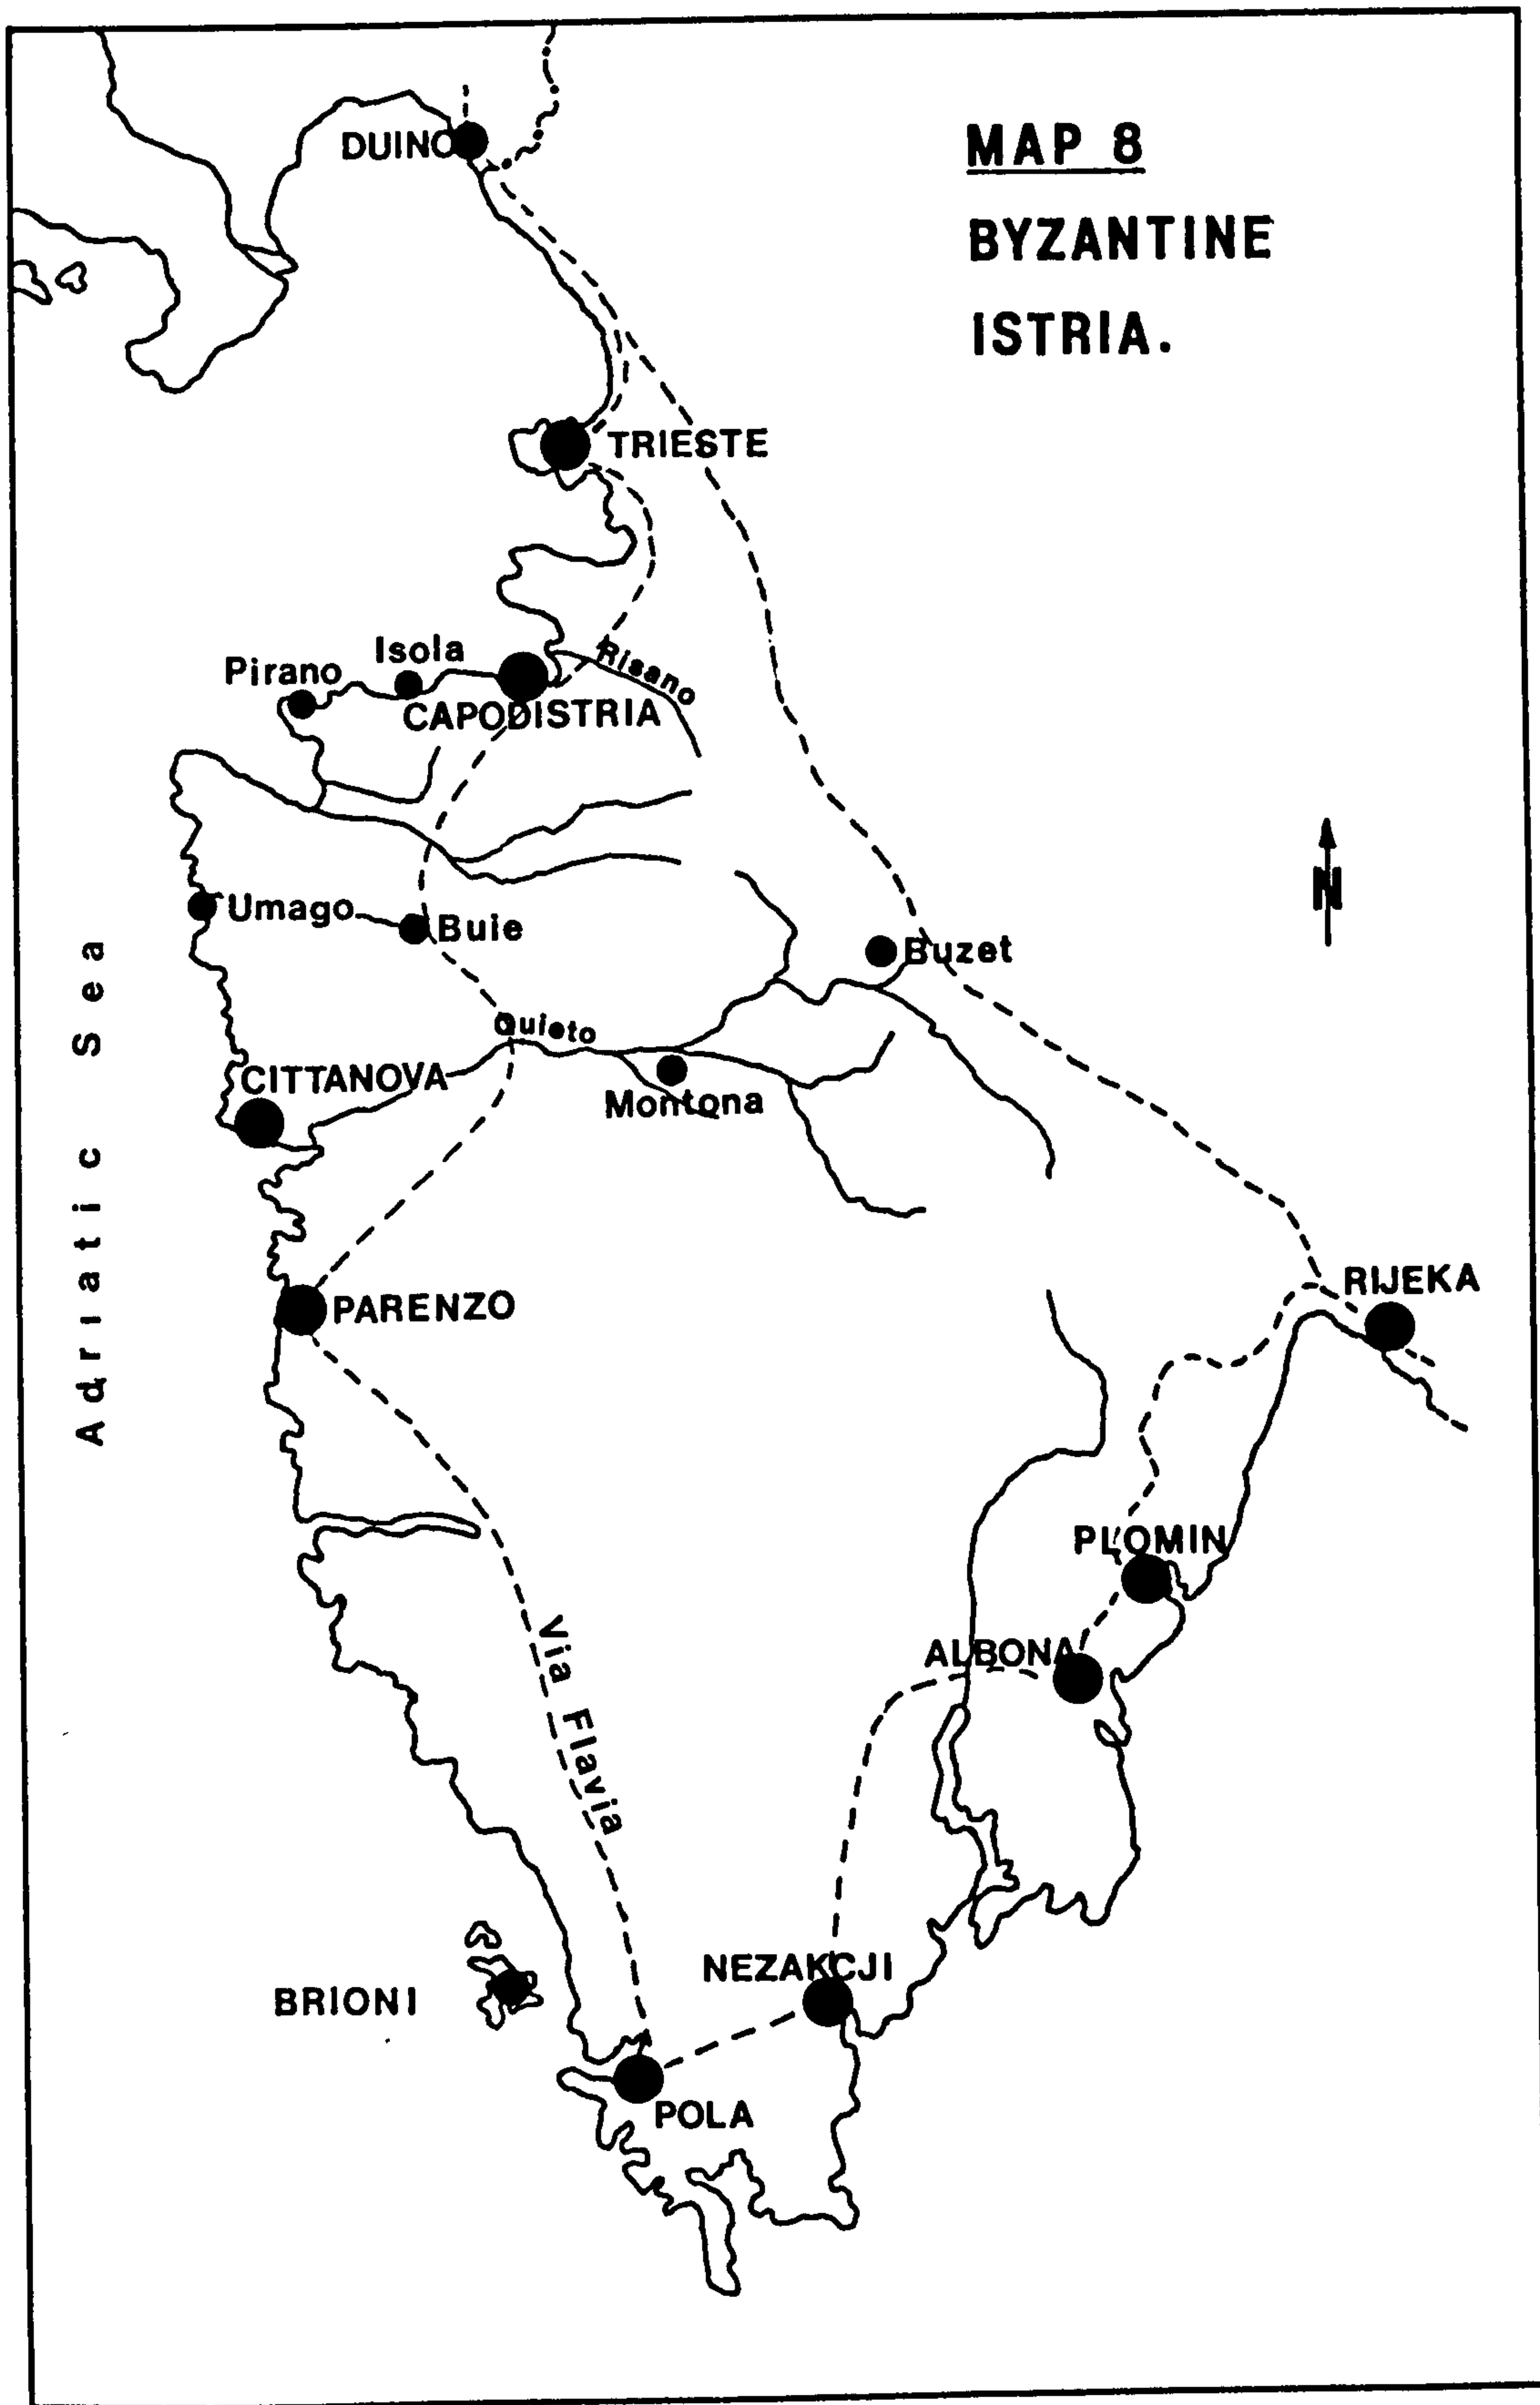 MAP 8
BYZANTINE
ISTRIA.
DUINO
TRIESTE
Risano
Isola
Pirano
CAPODISTRIA
N
Umago
Buie
Buzet
Quieto
CITTANOVA
Montona
Adriatic Sea
RIJEKA
PARENZO
PLOMIN
Via Flavia
ALBONA
NEZAKCJI
BRIONI
POLA